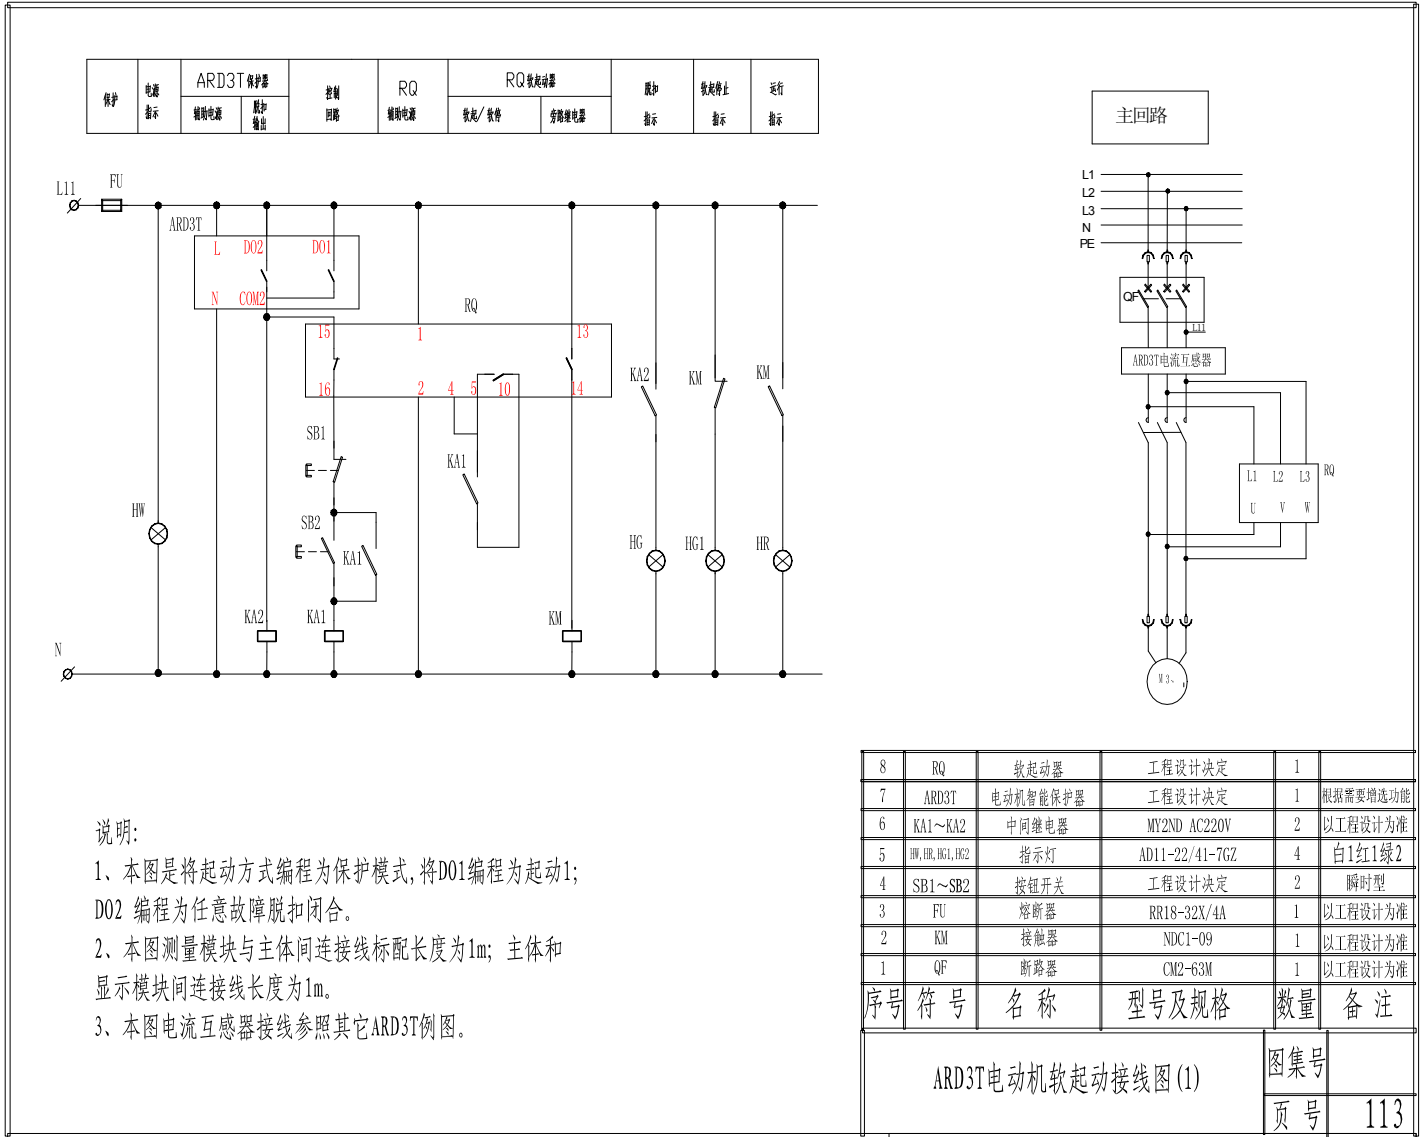 保护
电源
指示
ARD3T保护器
辅助电源
脱扣
输出
控制
回路
RQ
辅助电源
RQ软起动器
软起/软停
旁路继电器
脱扣
指示
软起停止
指示
运行
指示
主回路
L1
L2
L3
N
PE
QF
L11
ARD3T电流互感器
RQ
L1 L2 L3
U V W
M 3~
L11
FU
ARD3T
L DO2 DO1
N COM2
RQ
15 1 13
16 2 4 5 10 14
SB1
KA1
KA2
KM
KM
HW
SB2
KA1
HG
HG1
HR
KA2
KA1
KM
N
说明:
1、本图是将起动方式编程为保护模式,将DO1编程为起动1;
DO2 编程为任意故障脱扣闭合。
2、本图测量模块与主体间连接线标配长度为1m; 主体和
显示模块间连接线长度为1m。
3、本图电流互感器接线参照其它ARD3T例图。
8 RQ 软起动器 工程设计决定 1
7 ARD3T 电动机智能保护器 工程设计决定 1 根据需要增选功能
6 KA1～KA2 中间继电器 MY2ND AC220V 2 以工程设计为准
5 HW,HR,HG1,HG2 指示灯 AD11-22/41-7GZ 4 白1红1绿2
4 SB1～SB2 按钮开关 工程设计决定 2 瞬时型
3 FU 熔断器 RR18-32X/4A 1 以工程设计为准
2 KM 接触器 NDC1-09 1 以工程设计为准
1 QF 断路器 CM2-63M 1 以工程设计为准
序号 符 号 名 称 型号及规格 数量 备 注
ARD3T电动机软起动接线图(1)
图集号
页 号 113